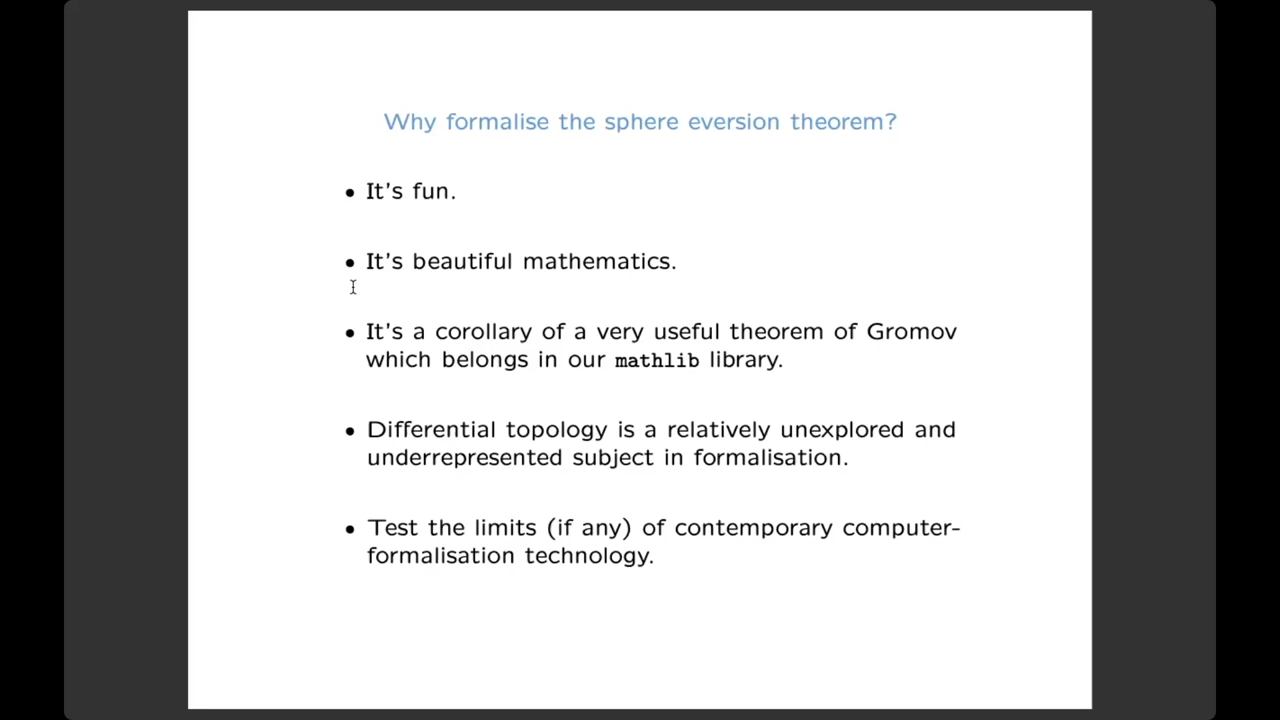 Why formalise the sphere eversion theorem?
• It's fun.
• It's beautiful mathematics.
• It's a corollary of a very useful theorem of Gromov
which belongs in our mathlib library.
• Differential topology is a relatively unexplored and
underrepresented subject in formalisation.
• Test the limits (if any) of contemporary computer-
formalisation technology.